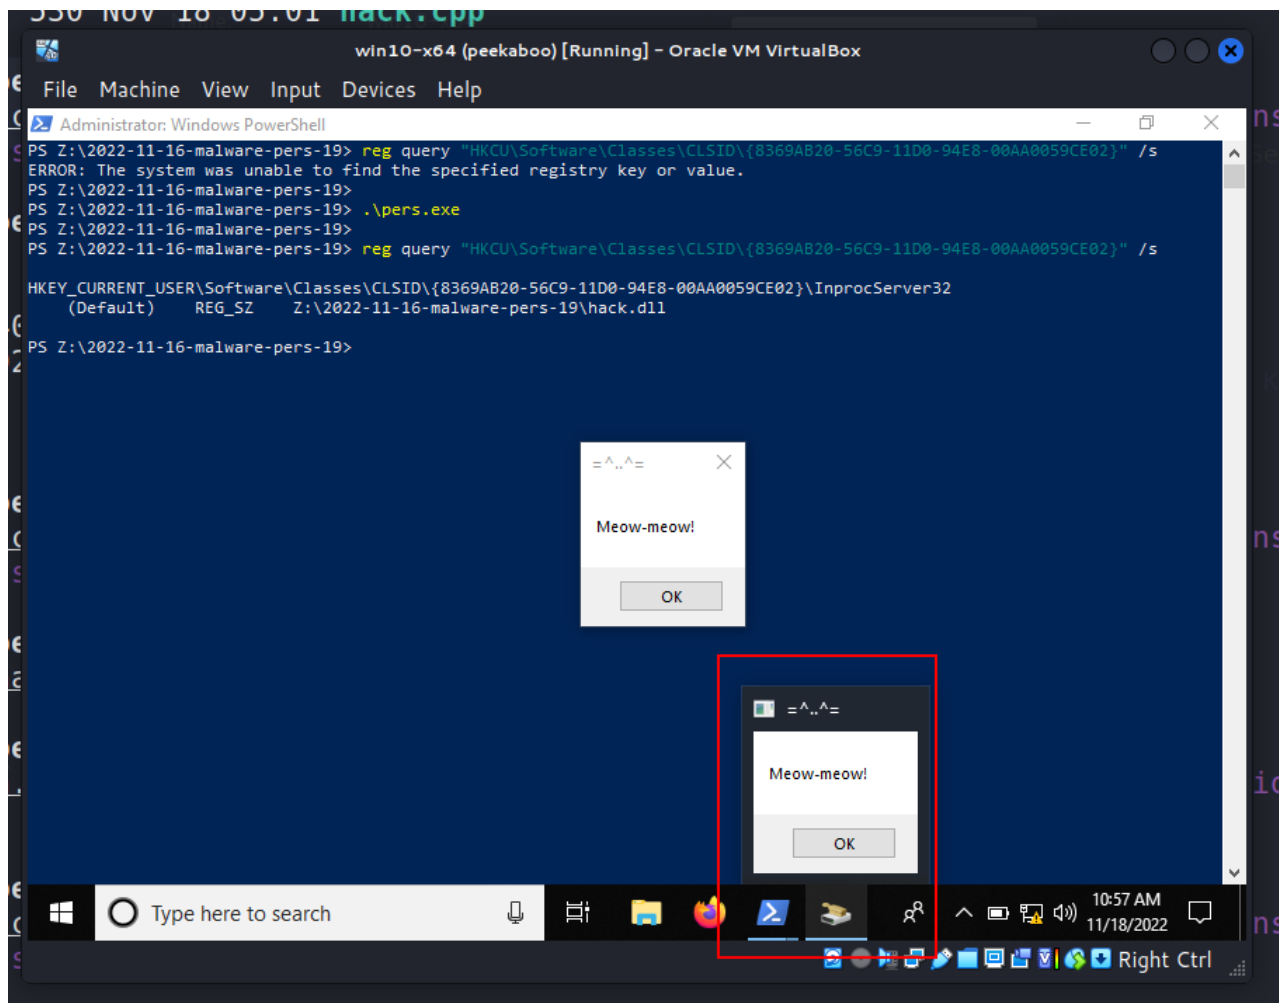 530 Nov 18 05:01 hack.cpp
win10-x64 (peekaboo) [Running] - Oracle VM VirtualBox
File Machine View Input Devices Help
Administrator: Windows PowerShell
PS Z:\2022-11-16-malware-pers-19> reg query "HKCU\Software\Classes\CLSID\{8369AB20-56C9-11D0-94E8-00AA0059CE02}" /s
ERROR: The system was unable to find the specified registry key or value.
PS Z:\2022-11-16-malware-pers-19>
PS Z:\2022-11-16-malware-pers-19> .\pers.exe
PS Z:\2022-11-16-malware-pers-19>
PS Z:\2022-11-16-malware-pers-19> reg query "HKCU\Software\Classes\CLSID\{8369AB20-56C9-11D0-94E8-00AA0059CE02}" /s
HKEY_CURRENT_USER\Software\Classes\CLSID\{8369AB20-56C9-11D0-94E8-00AA0059CE02}\InprocServer32
(Default) REG_SZ Z:\2022-11-16-malware-pers-19\hack.dll
PS Z:\2022-11-16-malware-pers-19>
=^..^=
Meow-meow!
OK
=^..^=
Meow-meow!
OK
Type here to search
10:57 AM
11/18/2022
Right Ctrl